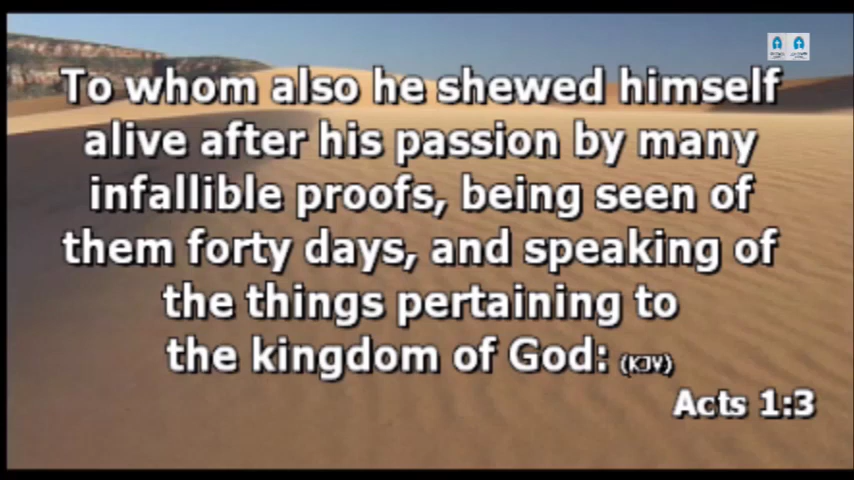 To whom also he shewed himself
alive after his passion by many
infallible proofs, being seen of
them forty days, and speaking of
the things pertaining to
the kingdom of God: (KJV)
Acts 1:3